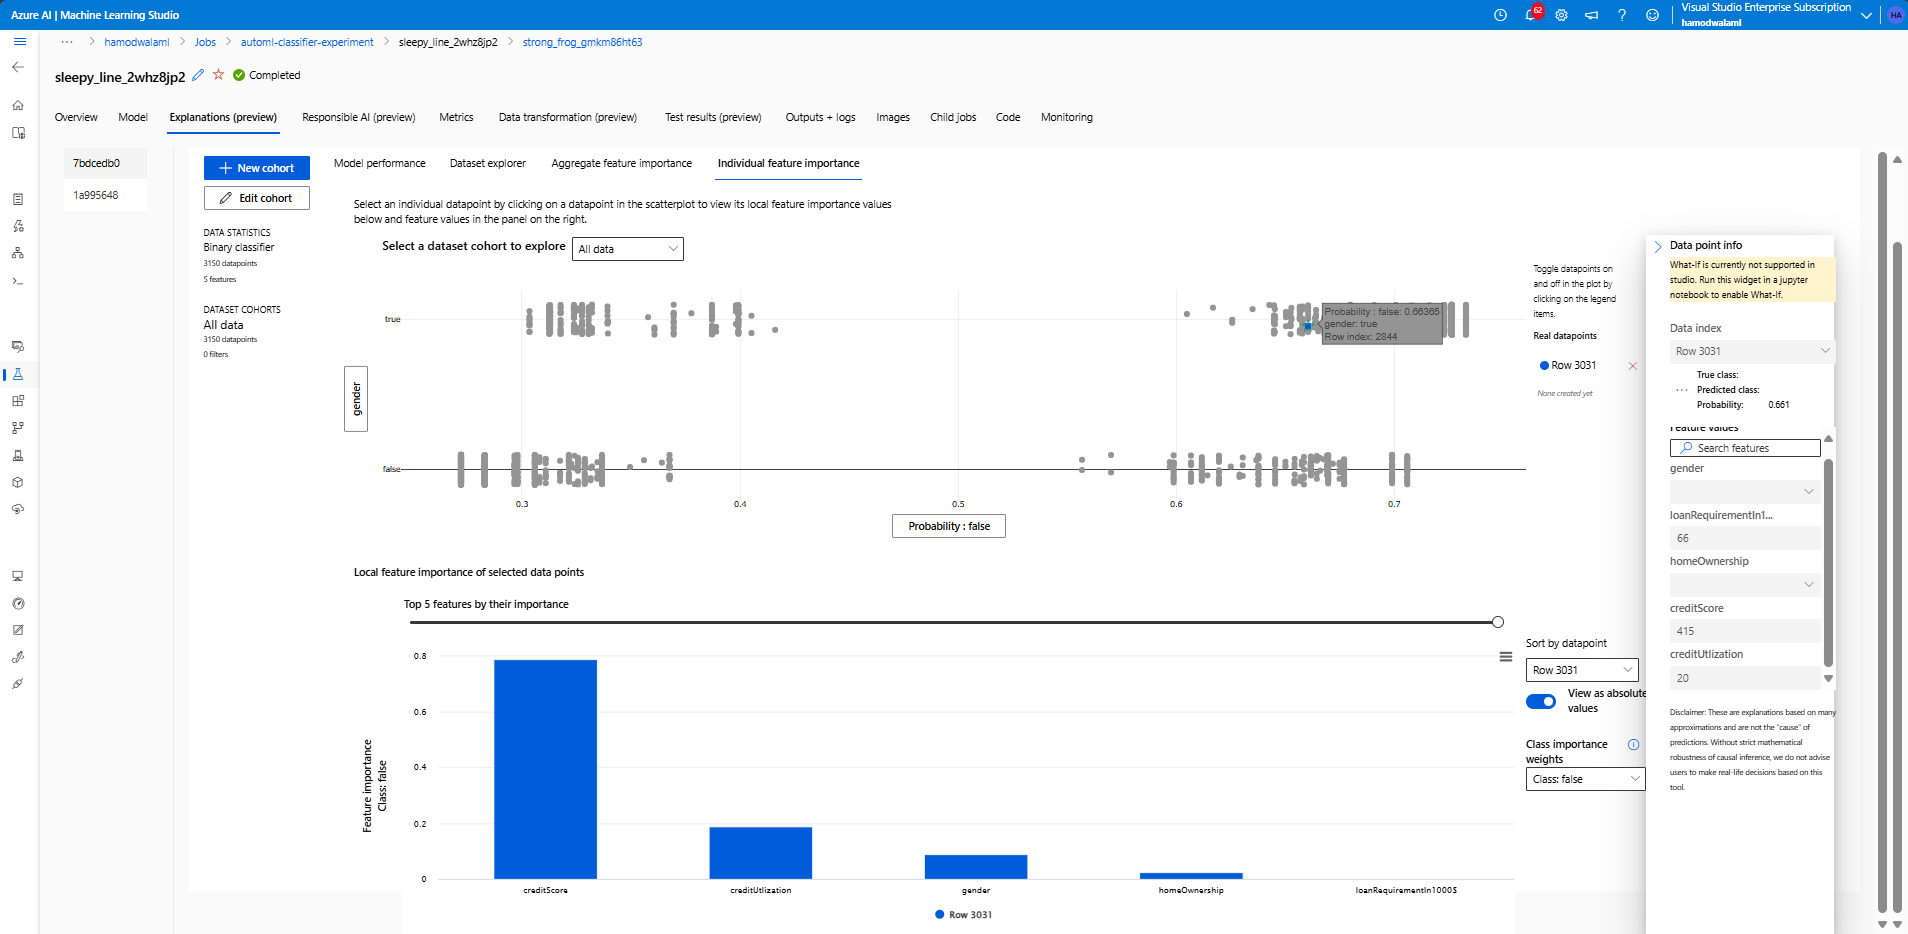 Azure AI | Machine Learning Studio
62
Visual Studio Enterprise Subscription
hamodwalaml
HA
... > hamodwalaml > Jobs > automl-classifier-experiment > sleepy_line_2whz8jp2 > strong_frog_gmkm86ht63
sleepy_line_2whz8jp2 Completed
Overview Model Explanations (preview) Responsible AI (preview) Metrics Data transformation (preview) Test results (preview) Outputs + logs Images Child jobs Code Monitoring
7bdcedb0
1a995648
New cohort
Edit cohort
DATA STATISTICS
Binary classifier
3150 datapoints
5 features
DATASET COHORTS
All data
3150 datapoints
0 filters
Model performance Dataset explorer Aggregate feature importance Individual feature importance
Select an individual datapoint by clicking on a datapoint in the scatterplot to view its local feature importance values
below and feature values in the panel on the right.
Select a dataset cohort to explore All data
true
false
gender
0.3 0.4 0.5 0.6 0.7
Probability : false
Probability : false: 0.66365
gender: true
Row index: 2844
Toggle datapoints on
and off in the plot by
clicking on the legend
items.
Real datapoints
Row 3031
None created yet
Local feature importance of selected data points
Top 5 features by their importance
0.8
0.6
0.4
0.2
0
Feature importance
Class: false
creditScore creditUtlization gender homeOwnership loanRequirementIn1000$
Row 3031
Sort by datapoint
Row 3031
View as absolute
values
Class importance
weights
Class: false
Data point info
What-If is currently not supported in
studio. Run this widget in a jupyter
notebook to enable What-If.
Data index
Row 3031
True class:
Predicted class:
Probability: 0.661
Feature values
Search features
gender
loanRequirementIn1...
66
homeOwnership
creditScore
415
creditUtlization
20
Disclaimer: These are explanations based on many
approximations and are not the "cause" of
predictions. Without strict mathematical
robustness of causal inference, we do not advise
users to make real-life decisions based on this
tool.